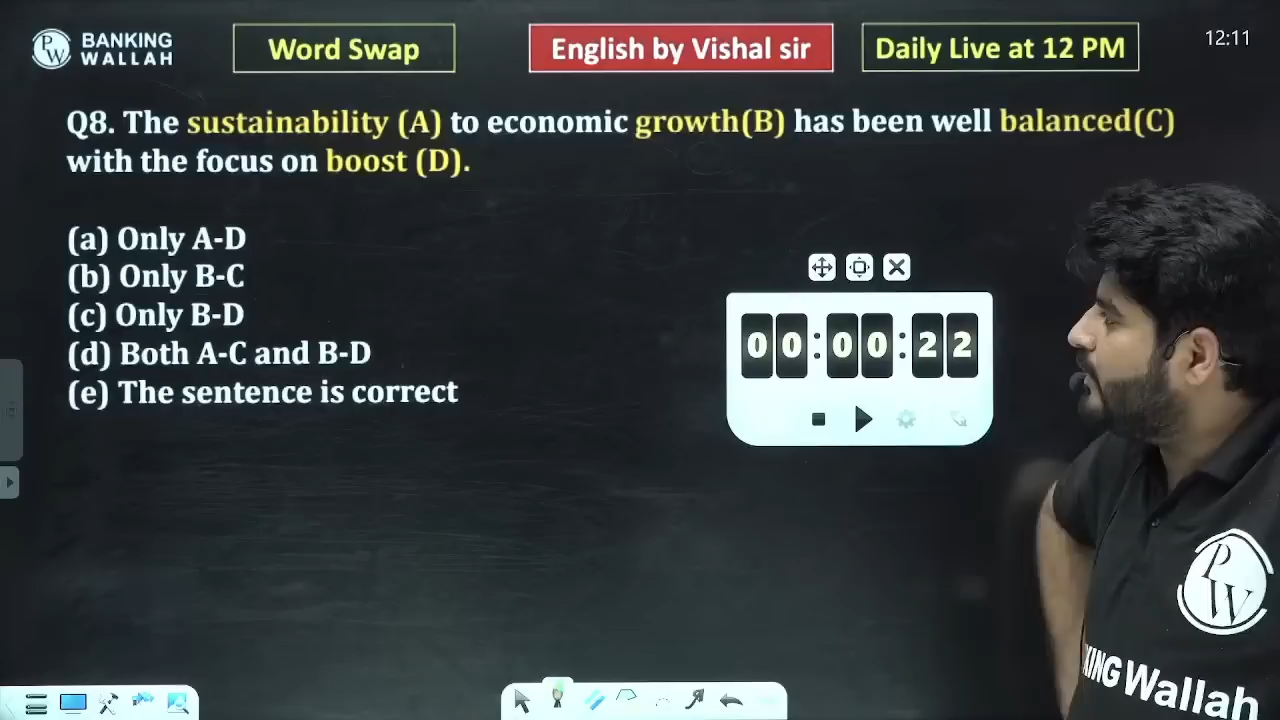 BANKING
WALLAH
Word Swap
English by Vishal sir
Daily Live at 12 PM
12:11
Q8. The sustainability (A) to economic growth(B) has been well balanced(C)
with the focus on boost (D).
(a) Only A-D
(b) Only B-C
(c) Only B-D
(d) Both A-C and B-D
(e) The sentence is correct
00:00:22
PW
KING Wallah